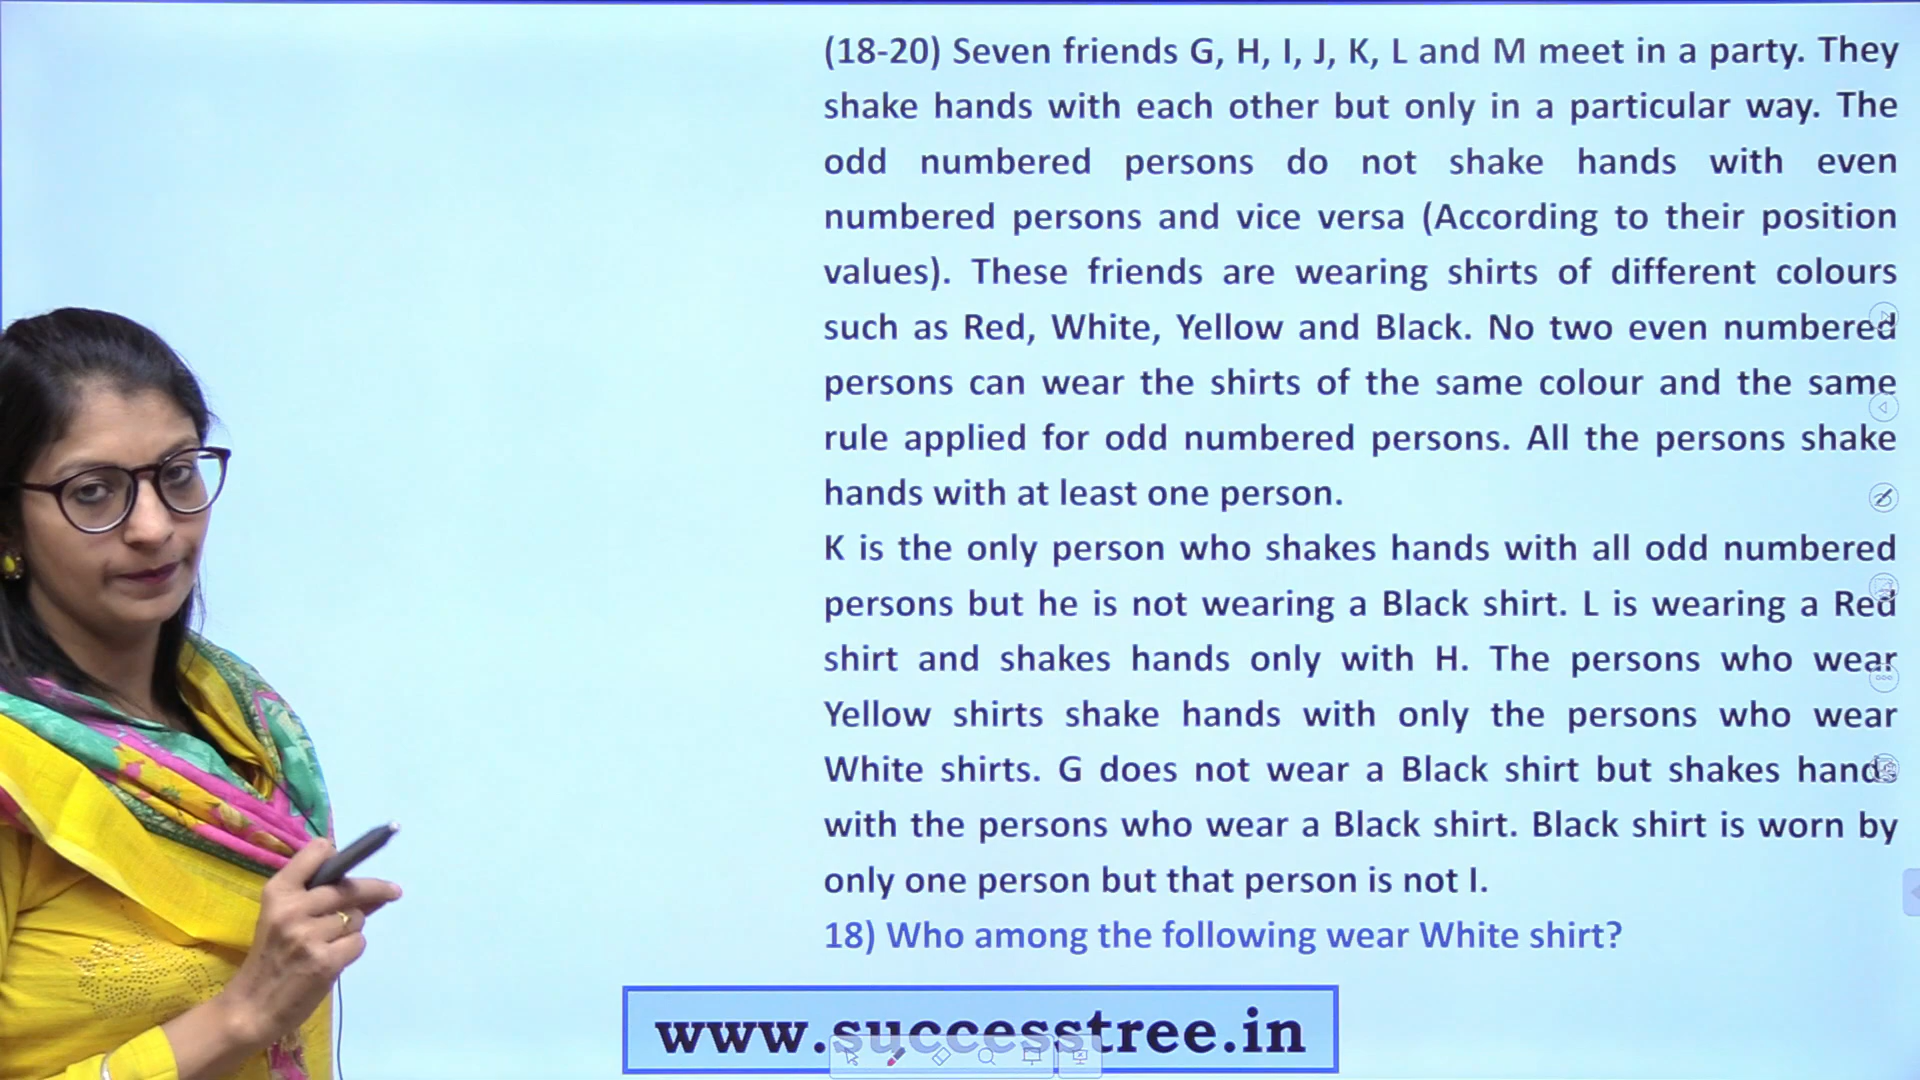 (18-20) Seven friends G, H, I, J, K, L and M meet in a party. They
shake hands with each other but only in a particular way. The
odd numbered persons do not shake hands with even
numbered persons and vice versa (According to their position
values). These friends are wearing shirts of different colours
such as Red, White, Yellow and Black. No two even numbered
persons can wear the shirts of the same colour and the same
rule applied for odd numbered persons. All the persons shake
hands with at least one person.
K is the only person who shakes hands with all odd numbered
persons but he is not wearing a Black shirt. L is wearing a Red
shirt and shakes hands only with H. The persons who wear
Yellow shirts shake hands with only the persons who wear
White shirts. G does not wear a Black shirt but shakes hands
with the persons who wear a Black shirt. Black shirt is worn by
only one person but that person is not I.
18) Who among the following wear White shirt?
www.successtree.in